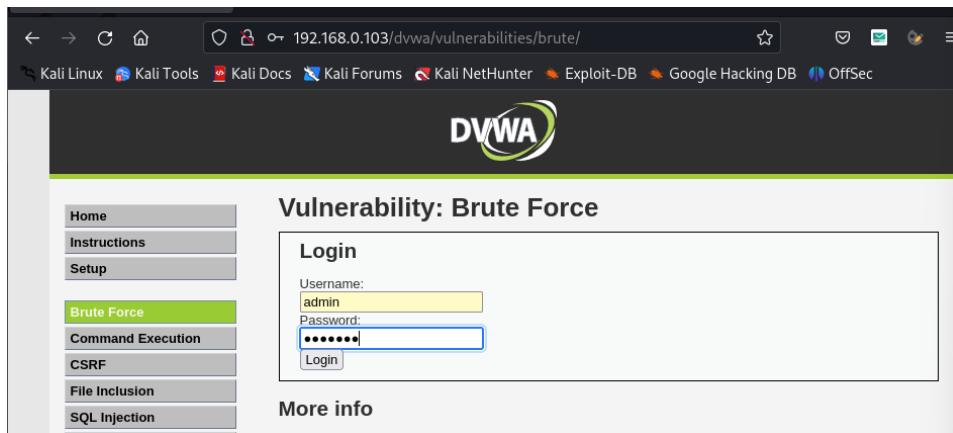 192.168.0.103/dvwa/vulnerabilities/brute/
Kali Linux Kali Tools Kali Docs Kali Forums Kali NetHunter Exploit-DB Google Hacking DB OffSec
DVWA
Home
Instructions
Setup
Brute Force
Command Execution
CSRF
File Inclusion
SQL Injection
Vulnerability: Brute Force
Login
Username:
admin
Password:
•••••••
Login
More info